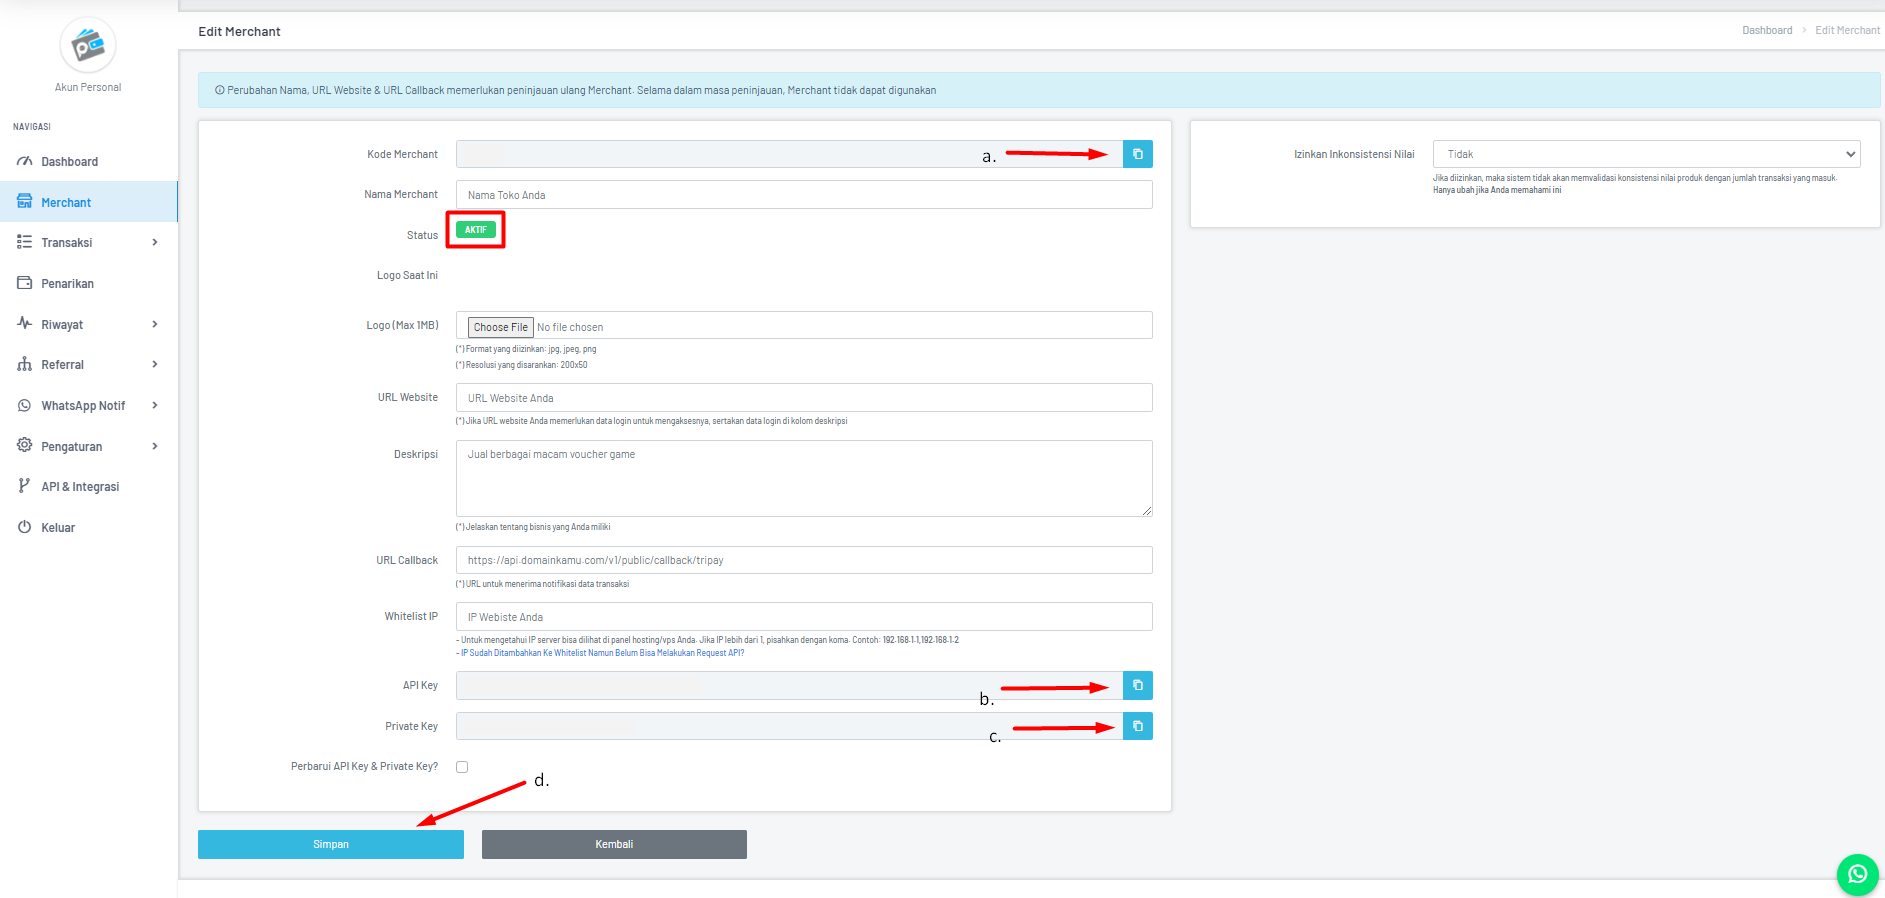 Edit Merchant
Dashboard > Edit Merchant
Akun Personal
NAVIGASI
Dashboard
Merchant
Transaksi
Penarikan
Riwayat
Referral
WhatsApp Notif
Pengaturan
API & Integrasi
Keluar
Perubahan Nama, URL Website & URL Callback memerlukan peninjauan ulang Merchant. Selama dalam masa peninjauan, Merchant tidak dapat digunakan
Kode Merchant
a.
Nama Merchant
Nama Toko Anda
Status
AKTIF
Logo Saat Ini
Logo (Max 1MB)
Choose File No file chosen
(*) Format yang diizinkan: jpg, jpeg, png
(*) Resolusi yang disarankan: 200x50
URL Website
URL Website Anda
(*) Jika URL website Anda memerlukan data login untuk mengaksesnya, sertakan data login di kolom deskripsi
Deskripsi
Jual berbagai macam voucher game
(*) Jelaskan tentang bisnis yang Anda miliki
URL Callback
https://api.domainkamu.com/v1/public/callback/tripay
(*) URL untuk menerima notifikasi data transaksi
Whitelist IP
IP Webiste Anda
- Untuk mengetahui IP server bisa dilihat di panel hosting/vps Anda. Jika IP lebih dari 1, pisahkan dengan koma. Contoh: 192.168.1.1,192.168.1.2
- IP Sudah Ditambahkan Ke Whitelist Namun Belum Bisa Melakukan Request API?
API Key
b.
Private Key
c.
Perbarui API Key & Private Key?
d.
Simpan
Kembali
Izinkan Inkonsistensi Nilai
Tidak
Jika diizinkan, maka sistem tidak akan memvalidasi konsistensi nilai produk dengan jumlah transaksi yang masuk.
Hanya ubah jika Anda memahami ini